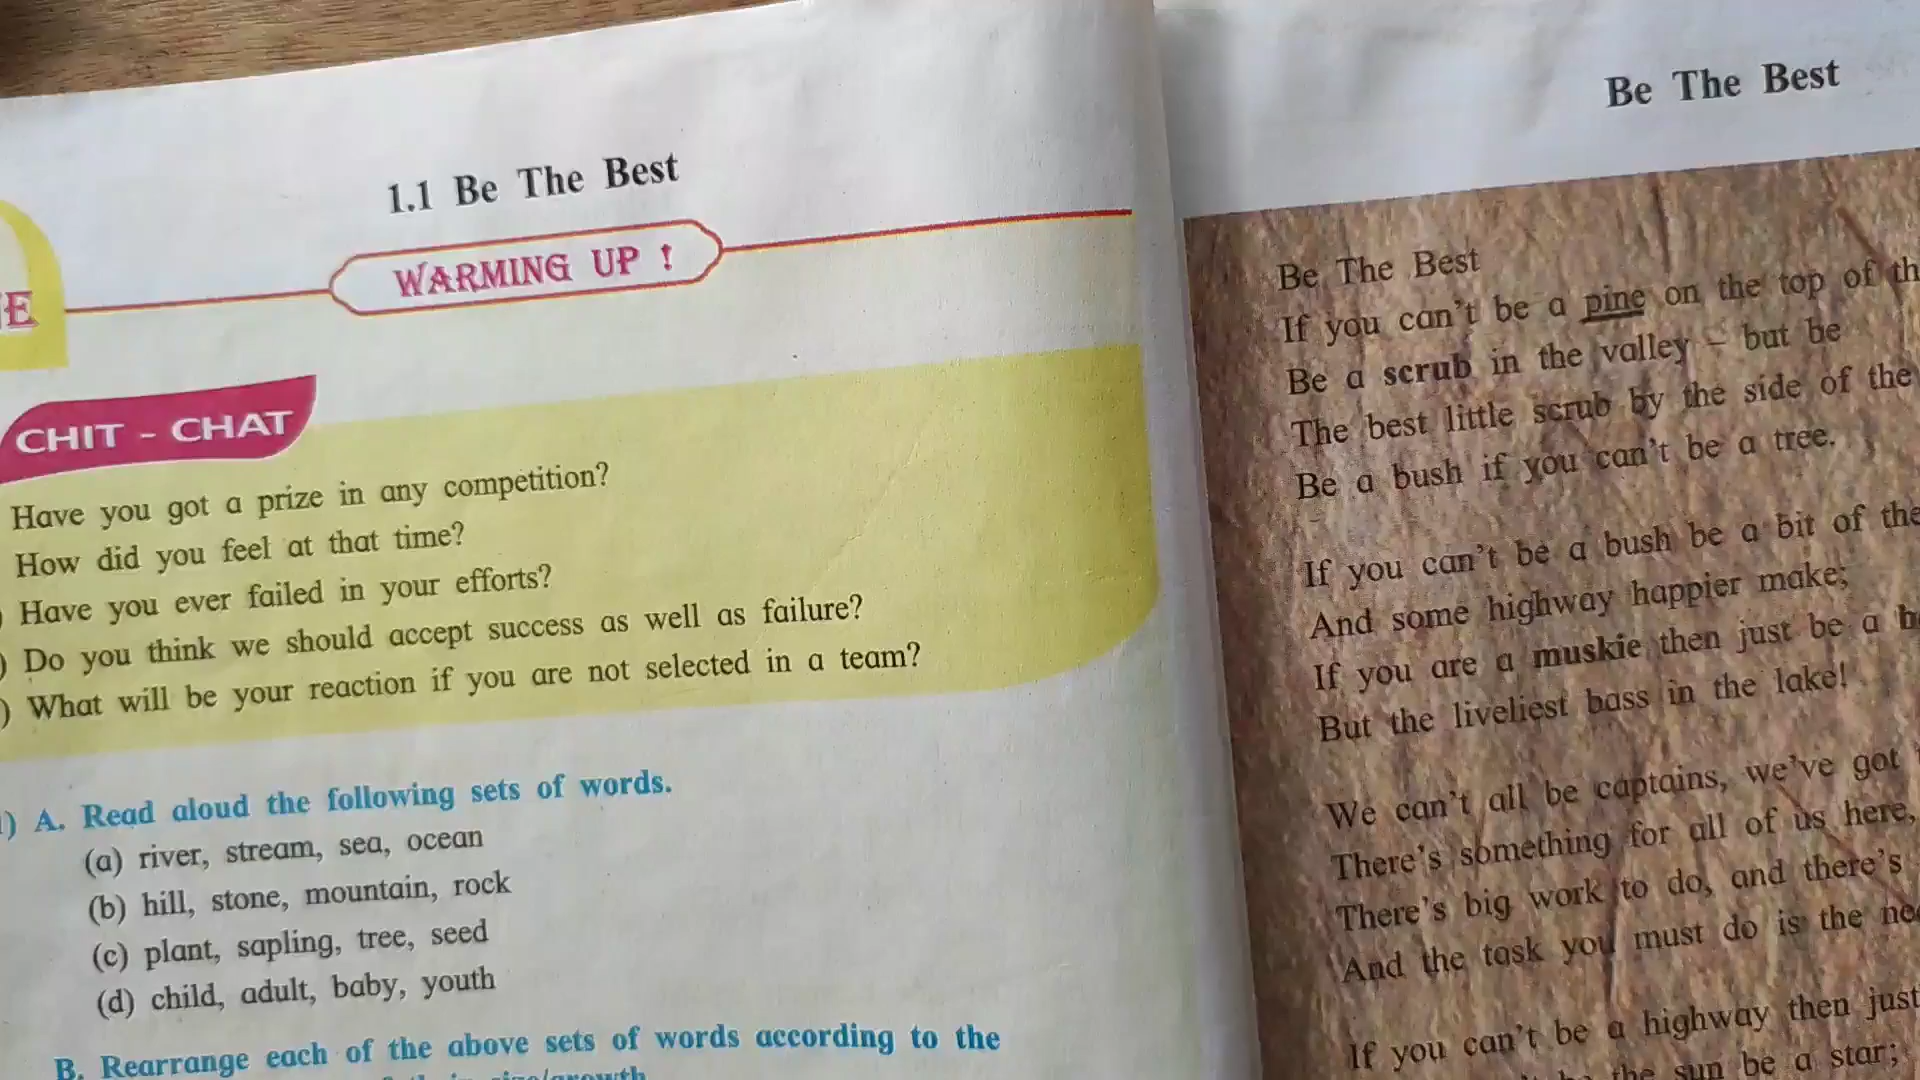 1.1 Be The Best
WARMING UP !
CHIT - CHAT
Have you got a prize in any competition?
How did you feel at that time?
Have you ever failed in your efforts?
) Do you think we should accept success as well as failure?
) What will be your reaction if you are not selected in a team?
) A. Read aloud the following sets of words.
(a) river, stream, sea, ocean
(b) hill, stone, mountain, rock
(c) plant, sapling, tree, seed
(d) child, adult, baby, youth
B. Rearrange each of the above sets of words according to the
Be The Best
Be The Best
If you can't be a pine on the top of
Be a scrub in the valley – but be
The best little scrub by the side of the
Be a bush if you can't be a tree.
If you can't be a bush be a bit of the
And some highway happier make;
If you are a muskie then just be a
But the liveliest bass in the lake!
We can't all be captains, we've got
There's something for all of us here,
There's big work to do, and there's
And the task you must do is the
If you can't be a highway then just
the sun be a star;